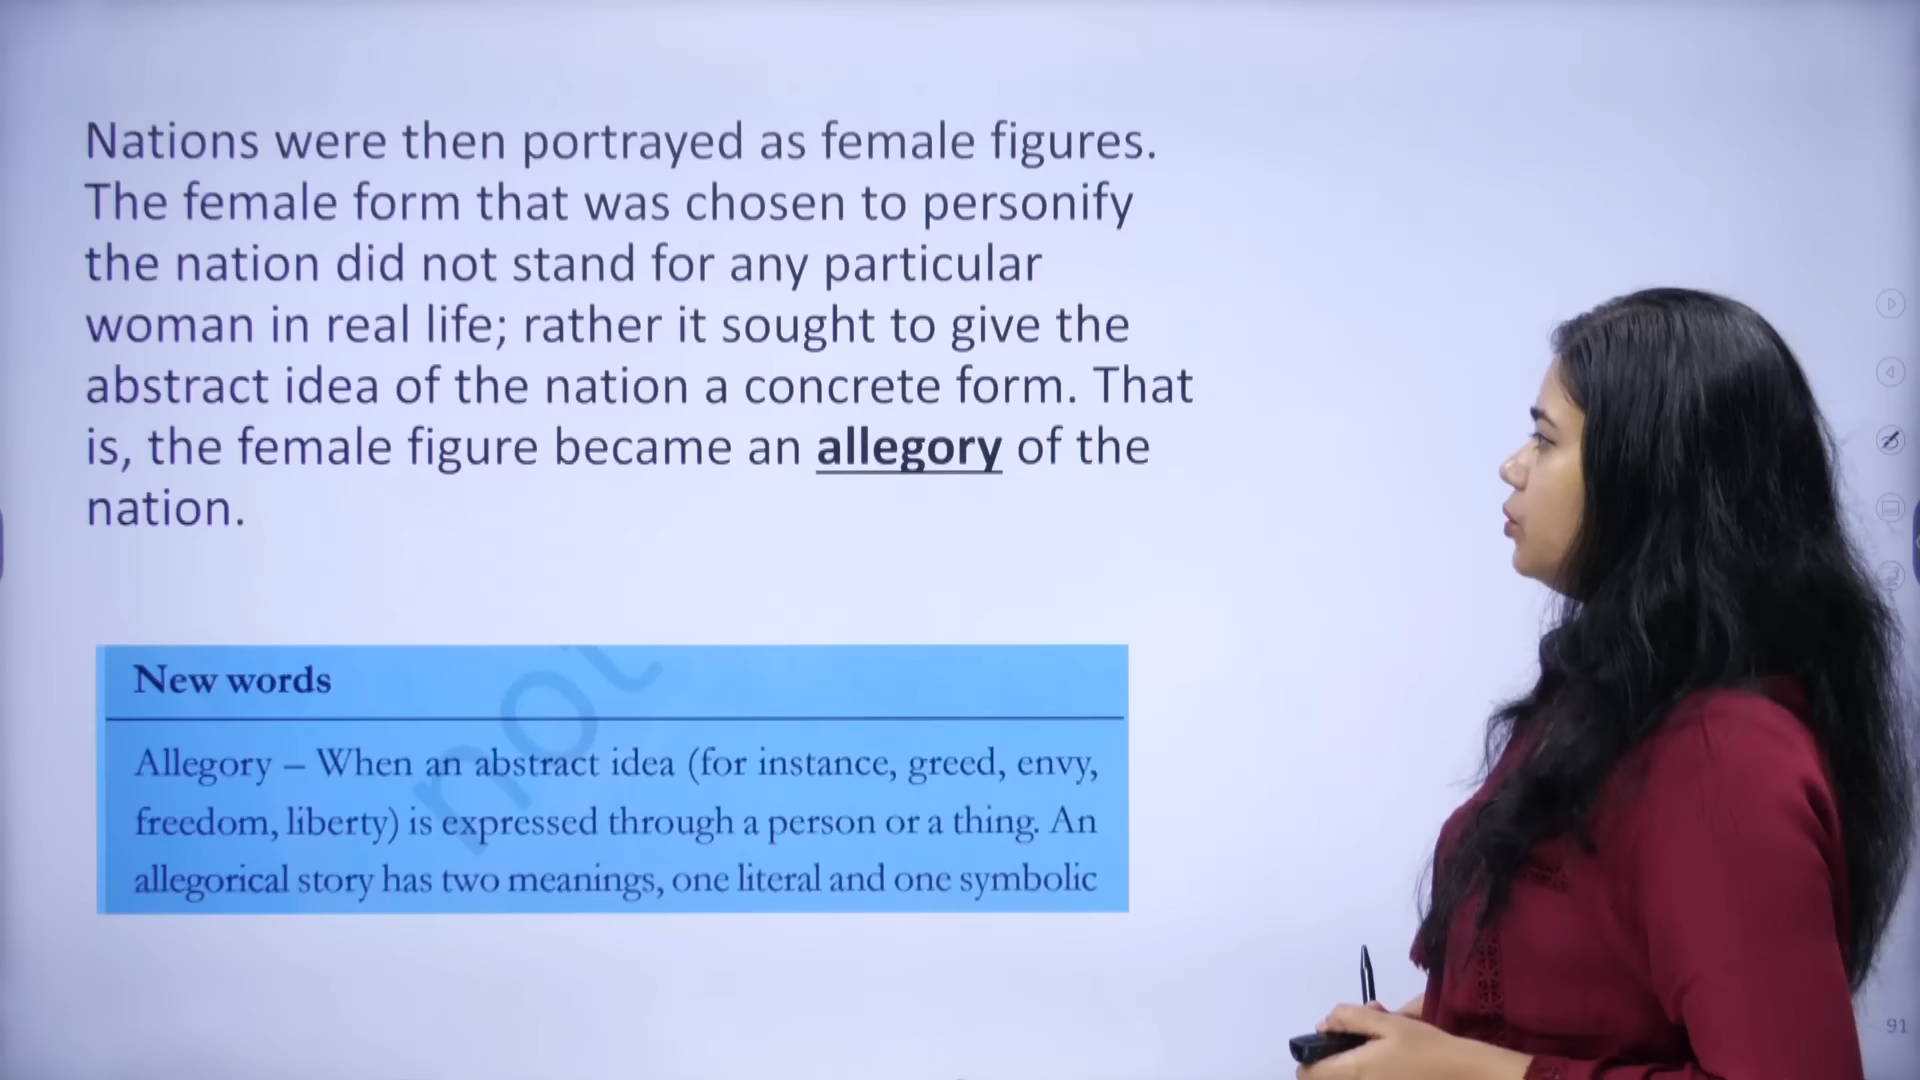 Nations were then portrayed as female figures.
The female form that was chosen to personify
the nation did not stand for any particular
woman in real life; rather it sought to give the
abstract idea of the nation a concrete form. That
is, the female figure became an allegory of the
nation.
New words
not
Allegory – When an abstract idea (for instance, greed, envy,
freedom, liberty) is expressed through a person or a thing. An
allegorical story has two meanings, one literal and one symbolic
91